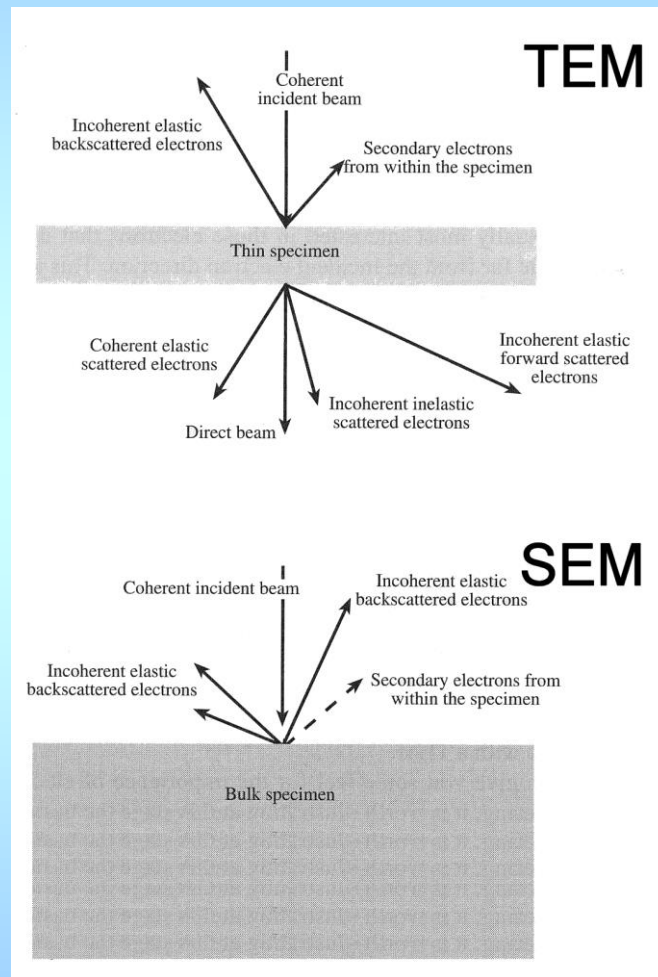 TEM
Coherent
incident beam
Incoherent elastic
backscattered electrons
Secondary electrons
from within the specimen
Thin specimen
Coherent elastic
scattered electrons
Incoherent elastic
forward scattered
electrons
Incoherent inelastic
scattered electrons
Direct beam
SEM
Coherent incident beam
Incoherent elastic
backscattered electrons
Incoherent elastic
backscattered electrons
Secondary electrons from
within the specimen
Bulk specimen